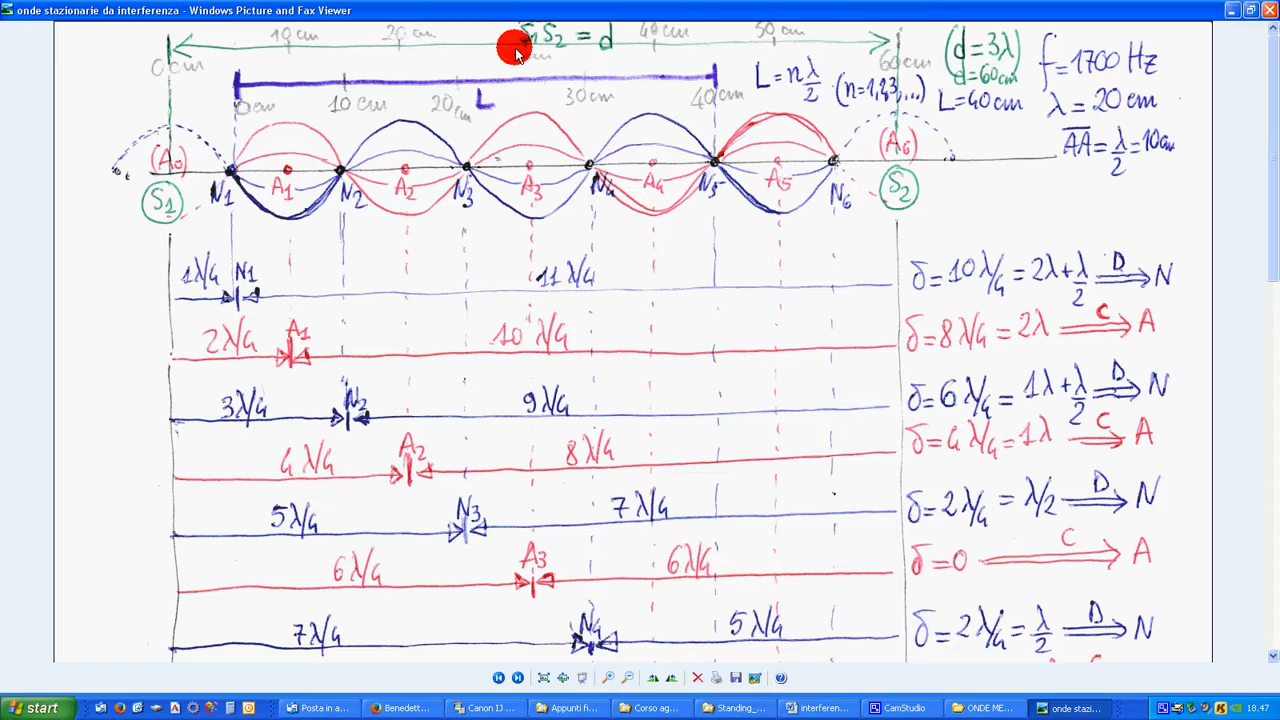 onde stazionarie da interferenza - Windows Picture and Fax Viewer
10 cm 20 cm S1S2 = d 40 cm 50 cm
0 cm cm 60 cm
(d = 3λ)
d = 60 cm
f = 1700 Hz
L = n λ/2 (n = 1,2,3,...)
L = 40 cm
λ = 20 cm
AA = λ/2 = 10 cm
0 cm 10 cm 20 cm L 30 cm 40 cm
(A0) (A6)
S1 N1 A1 N2 A2 N3 A3 N4 A4 N5 A5 N6 S2
1λ/4 N1 11λ/4 δ = 10λ/4 = 2λ + λ/2 D⇒ N
2λ/4 A1 10λ/4 δ = 8λ/4 = 2λ C⇒ A
3λ/4 N2 9λ/4 δ = 6λ/4 = 1λ + λ/2 D⇒ N
4λ/4 A2 8λ/4 δ = 4λ/4 = 1λ C⇒ A
5λ/4 N3 7λ/4 δ = 2λ/4 = λ/2 D⇒ N
6λ/4 A3 6λ/4 δ = 0 C⇒ A
7λ/4 N4 5λ/4 δ = 2λ/4 = λ/2 D⇒ N
C
start Posta in a... Benedett... Canon IJ ... Appunti fi... Corso ag... Standing_... interferen... CamStudio ONDE ME... onde stazi... 18.47